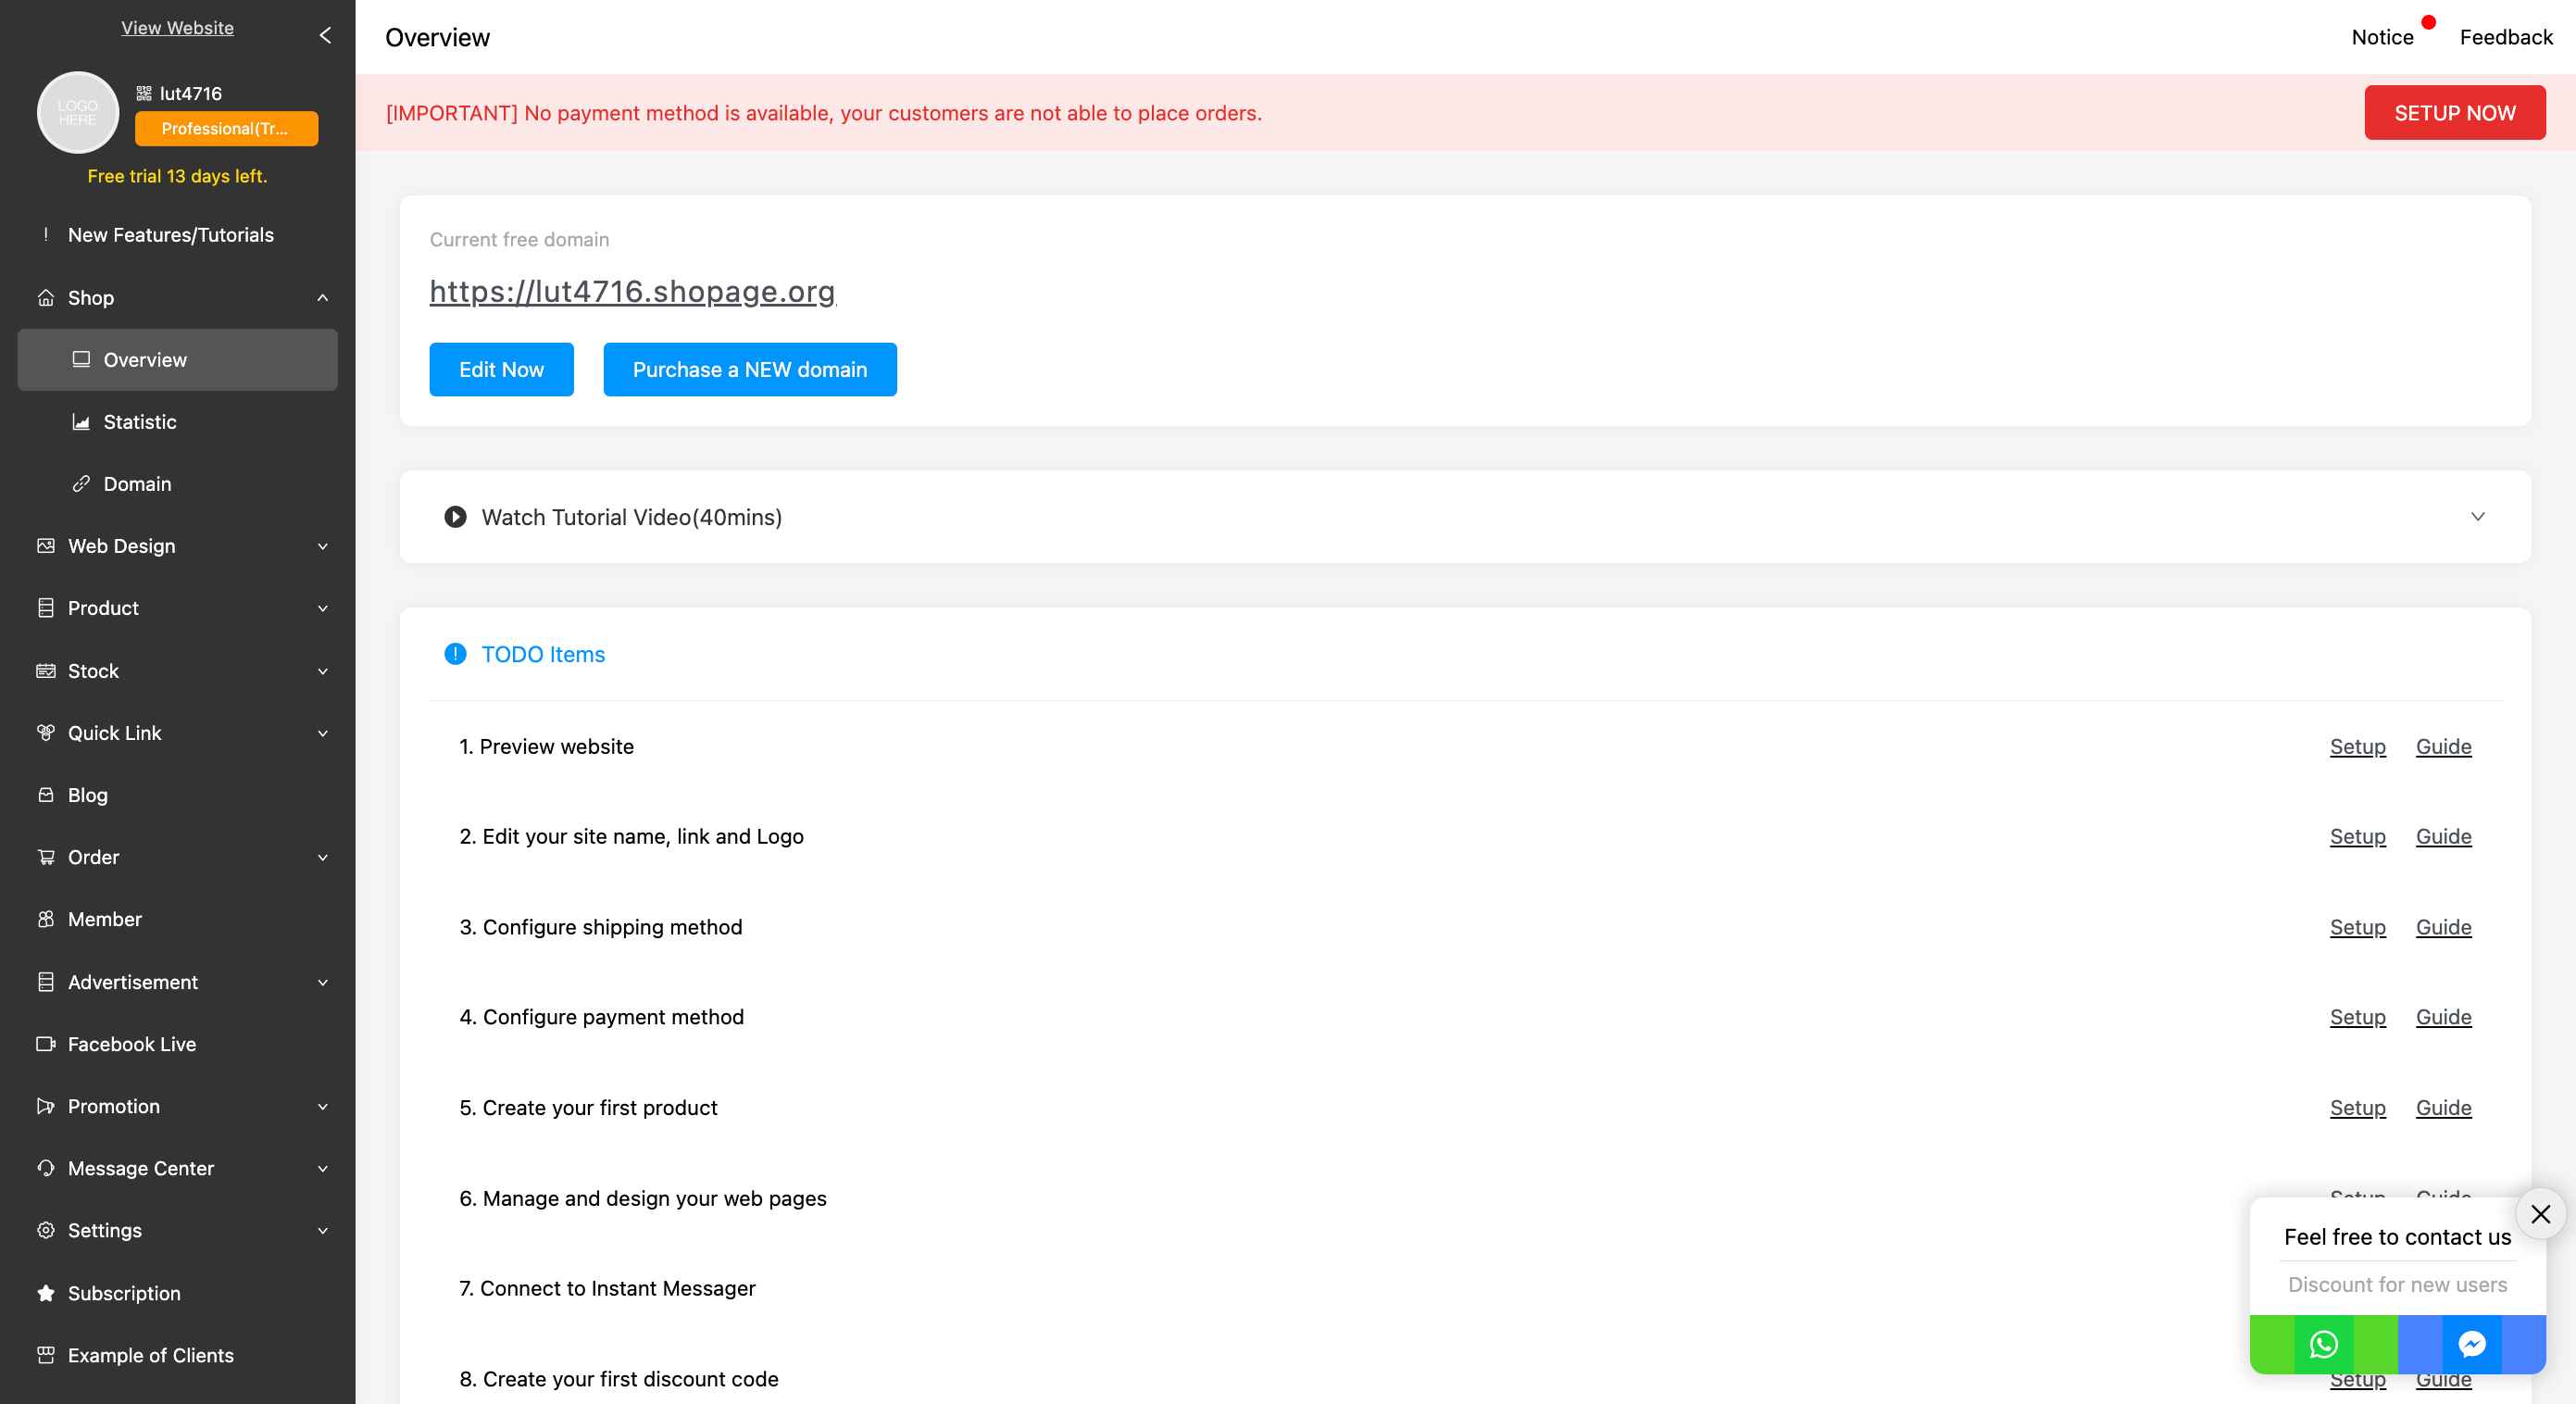 View Website
LOGO
HERE
lut4716
Professional(Tr...
Free trial 13 days left.
New Features/Tutorials
Shop
Overview
Statistic
Domain
Web Design
Product
Stock
Quick Link
Blog
Order
Member
Advertisement
Facebook Live
Promotion
Message Center
Settings
Subscription
Example of Clients
Overview
Notice
Feedback
[IMPORTANT] No payment method is available, your customers are not able to place orders.
SETUP NOW
Current free domain
https://lut4716.shopage.org
Edit Now
Purchase a NEW domain
Watch Tutorial Video(40mins)
TODO Items
1. Preview website
Setup Guide
2. Edit your site name, link and Logo
Setup Guide
3. Configure shipping method
Setup Guide
4. Configure payment method
Setup Guide
5. Create your first product
Setup Guide
6. Manage and design your web pages
Setup Guide
7. Connect to Instant Messager
8. Create your first discount code
Setup Guide
Feel free to contact us
Discount for new users